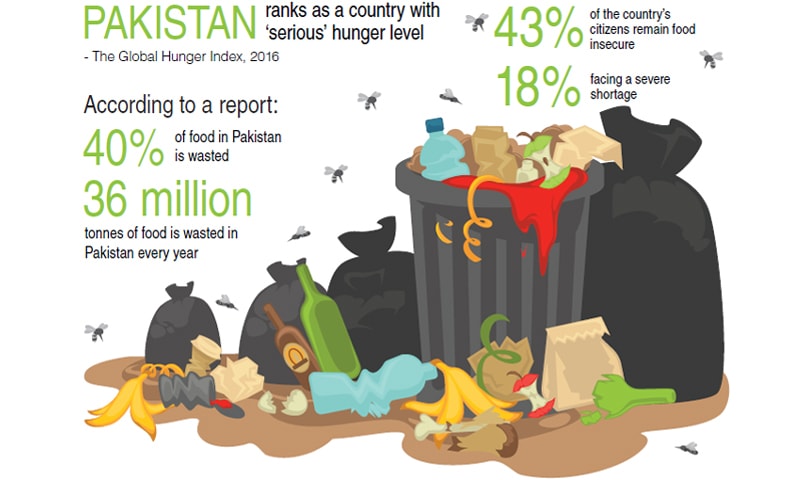 PAKISTAN ranks as a country with
'serious' hunger level
- The Global Hunger Index, 2016
43% of the country's
citizens remain food
insecure
18% facing a severe
shortage
According to a report:
40% of food in Pakistan
is wasted
36 million
tonnes of food is wasted in
Pakistan every year